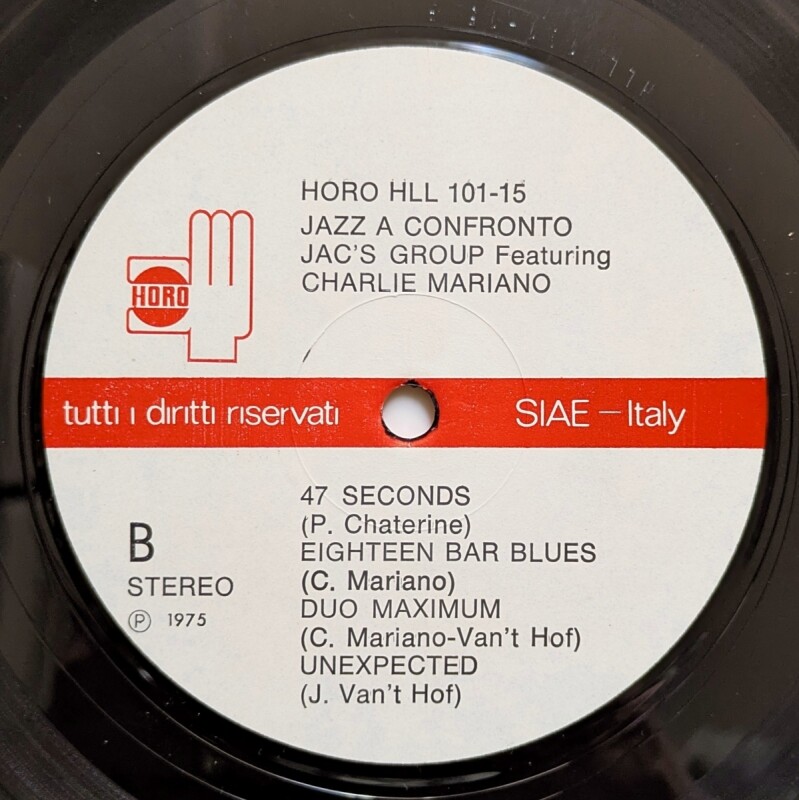 HORO HLL 101-15
JAZZ A CONFRONTO
JAC'S GROUP Featuring
CHARLIE MARIANO
HORO
tutti i diritti riservati SIAE — Italy
47 SECONDS
(P. Chaterine)
EIGHTEEN BAR BLUES
(C. Mariano)
DUO MAXIMUM
(C. Mariano-Van't Hof)
UNEXPECTED
(J. Van't Hof)
B
STEREO
Ⓟ 1975